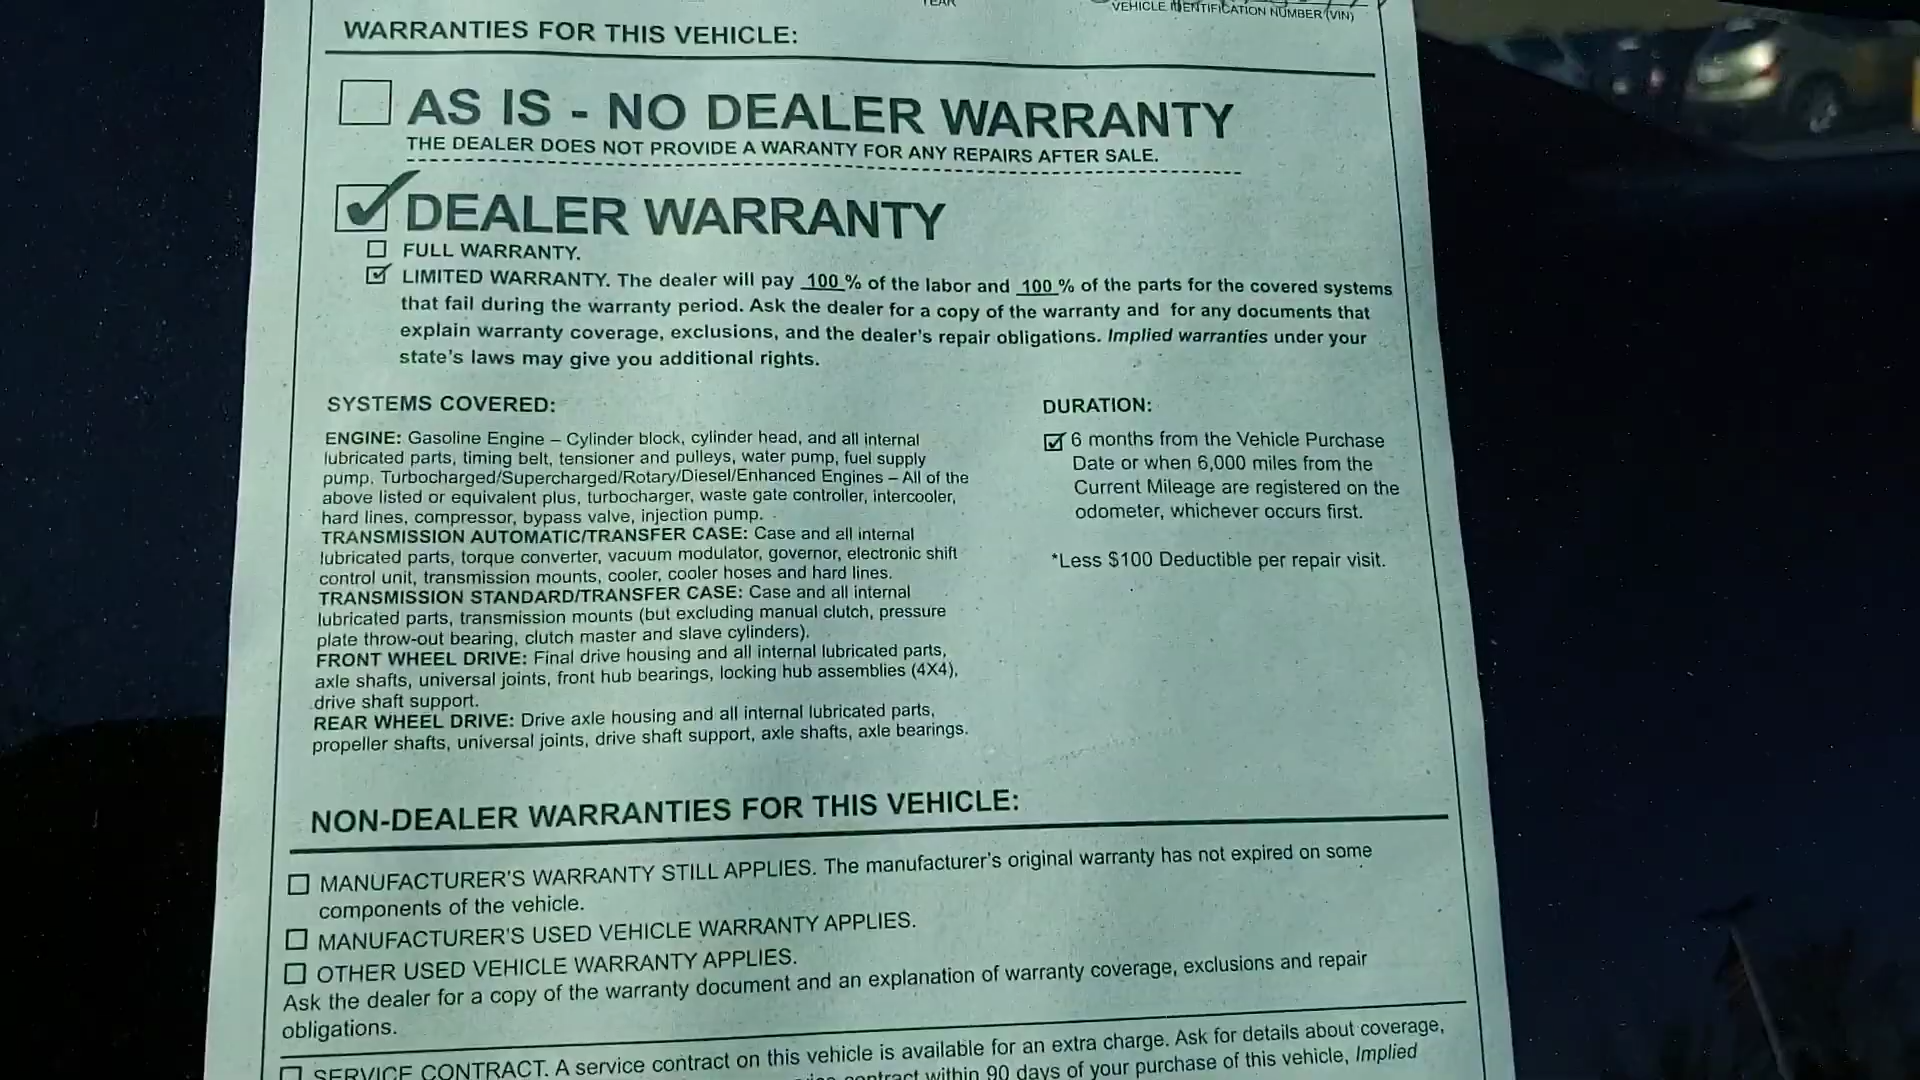 YEAR
VEHICLE IDENTIFICATION NUMBER (VIN)
WARRANTIES FOR THIS VEHICLE:
AS IS - NO DEALER WARRANTY
THE DEALER DOES NOT PROVIDE A WARANTY FOR ANY REPAIRS AFTER SALE.
DEALER WARRANTY
FULL WARRANTY.
LIMITED WARRANTY. The dealer will pay 100 % of the labor and 100 % of the parts for the covered systems
that fail during the warranty period. Ask the dealer for a copy of the warranty and for any documents that
explain warranty coverage, exclusions, and the dealer's repair obligations. Implied warranties under your
state's laws may give you additional rights.
SYSTEMS COVERED:
ENGINE: Gasoline Engine – Cylinder block, cylinder head, and all internal
lubricated parts, timing belt, tensioner and pulleys, water pump, fuel supply
pump. Turbocharged/Supercharged/Rotary/Diesel/Enhanced Engines – All of the
above listed or equivalent plus, turbocharger, waste gate controller, intercooler,
hard lines, compressor, bypass valve, injection pump.
TRANSMISSION AUTOMATIC/TRANSFER CASE: Case and all internal
lubricated parts, torque converter, vacuum modulator, governor, electronic shift
control unit, transmission mounts, cooler, cooler hoses and hard lines.
TRANSMISSION STANDARD/TRANSFER CASE: Case and all internal
lubricated parts, transmission mounts (but excluding manual clutch, pressure
plate throw-out bearing, clutch master and slave cylinders).
FRONT WHEEL DRIVE: Final drive housing and all internal lubricated parts,
axle shafts, universal joints, front hub bearings, locking hub assemblies (4X4),
drive shaft support.
REAR WHEEL DRIVE: Drive axle housing and all internal lubricated parts,
propeller shafts, universal joints, drive shaft support, axle shafts, axle bearings.
DURATION:
6 months from the Vehicle Purchase
Date or when 6,000 miles from the
Current Mileage are registered on the
odometer, whichever occurs first.
*Less $100 Deductible per repair visit.
NON-DEALER WARRANTIES FOR THIS VEHICLE:
MANUFACTURER'S WARRANTY STILL APPLIES. The manufacturer's original warranty has not expired on some
components of the vehicle.
MANUFACTURER'S USED VEHICLE WARRANTY APPLIES.
OTHER USED VEHICLE WARRANTY APPLIES.
Ask the dealer for a copy of the warranty document and an explanation of warranty coverage, exclusions and repair
obligations.
SERVICE CONTRACT. A service contract on this vehicle is available for an extra charge. Ask for details about coverage,
contract within 90 days of your purchase of this vehicle, Implied